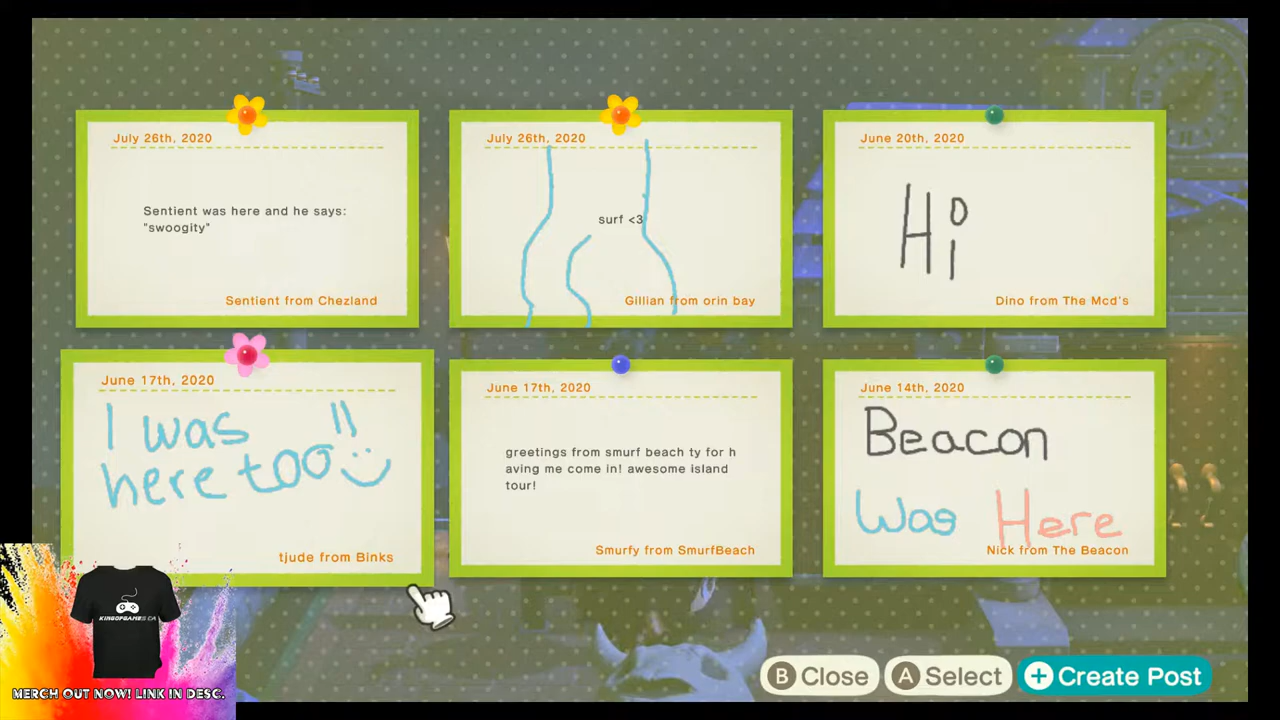 July 26th, 2020
Sentient was here and he says:
"swoogity"
Sentient from Chezland
July 26th, 2020
surf <3
Gillian from orin bay
June 20th, 2020
Hi
Dino from The Mcd's
June 17th, 2020
I was
here too!!
tjude from Binks
June 17th, 2020
greetings from smurf beach ty for h
aving me come in! awesome island
tour!
Smurfy from SmurfBeach
June 14th, 2020
Beacon
Was Here
Nick from The Beacon
KINGOFGAMES CA
MERCH OUT NOW! LINK IN DESC.
B Close
A Select
+ Create Post